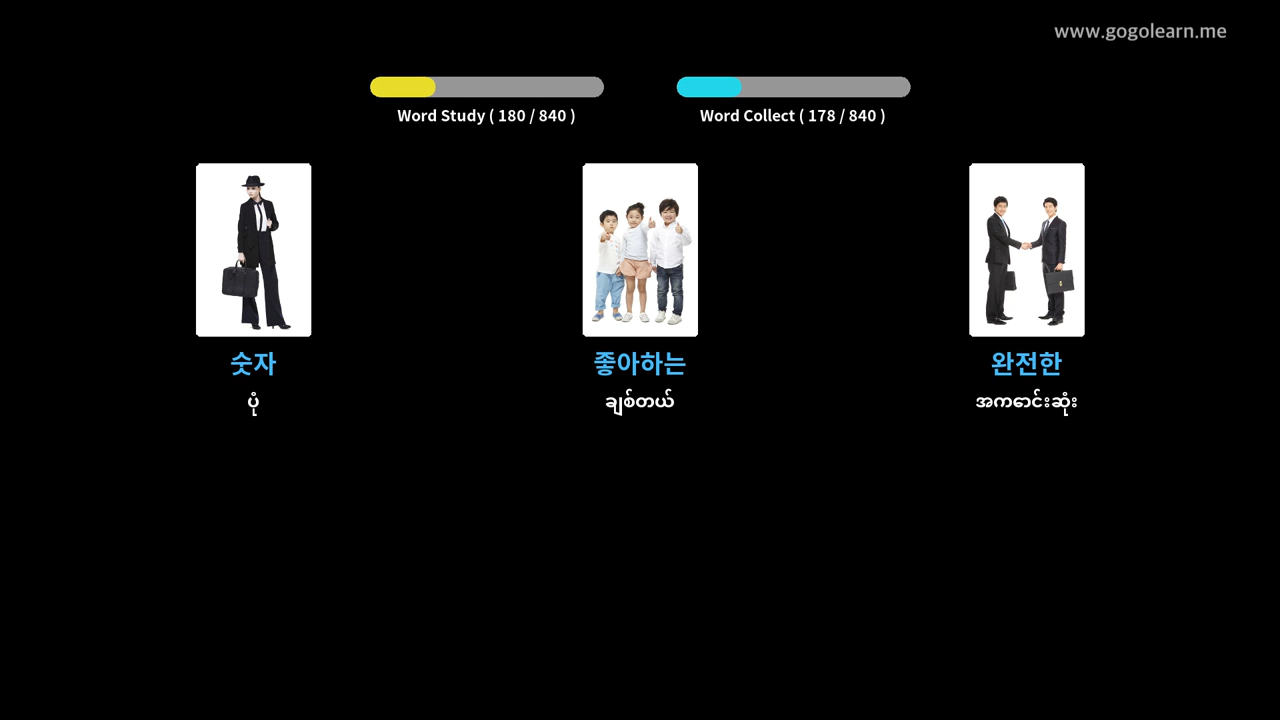 www.gogolearn.me
Word Study ( 180 / 840 )
Word Collect ( 178 / 840 )
숫자
좋아하는
완전한
ပုံ
ချစ်တယ်
အကောင်းဆုံး